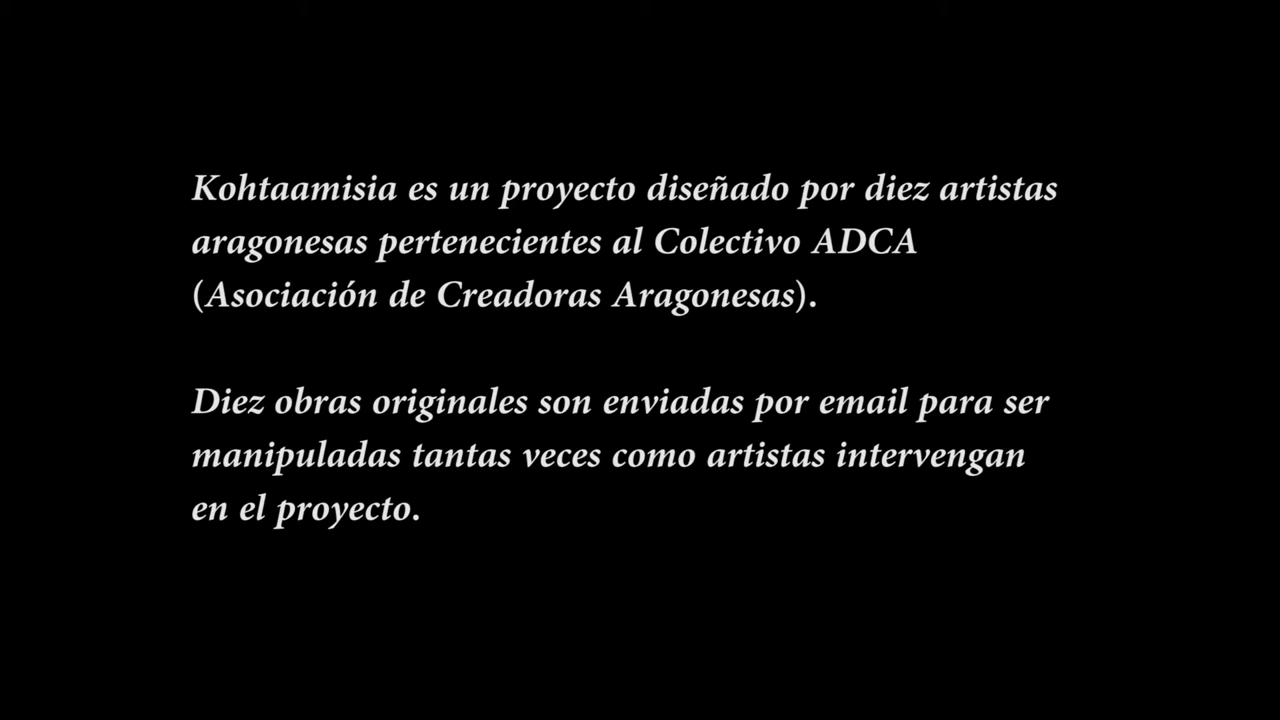 Kohtaamisia es un proyecto diseñado por diez artistas
aragonesas pertenecientes al Colectivo ADCA
(Asociación de Creadoras Aragonesas).
Diez obras originales son enviadas por email para ser
manipuladas tantas veces como artistas intervengan
en el proyecto.